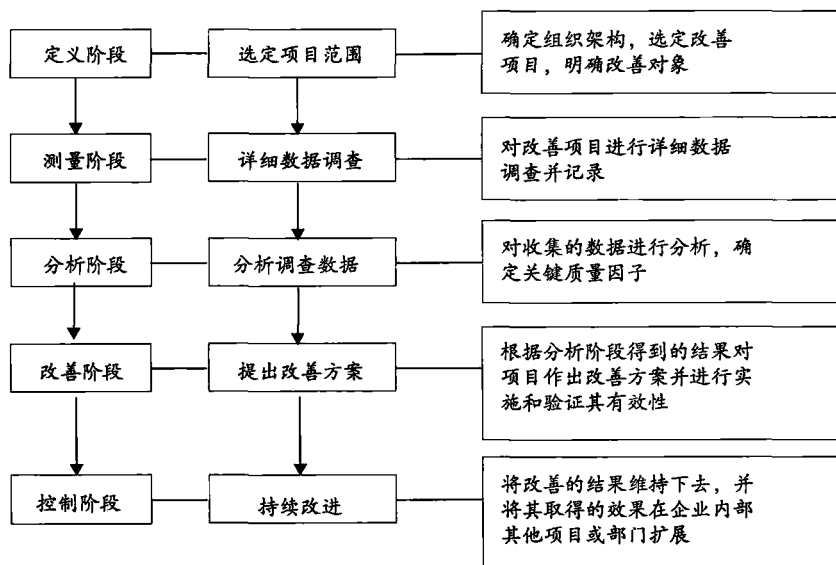 定义阶段
选定项目范围
确定组织架构，选定改善
项目，明确改善对象
测量阶段
详细数据调查
对改善项目进行详细数据
调查并记录
分析阶段
分析调查数据
对收集的数据进行分析，确
定关键质量因子
改善阶段
提出改善方案
根据分析阶段得到的结果对
项目作出改善方案并进行实
施和验证其有效性
控制阶段
持续改进
将改善的结果维持下去，并
将其取得的效果在企业内部
其他项目或部门扩展